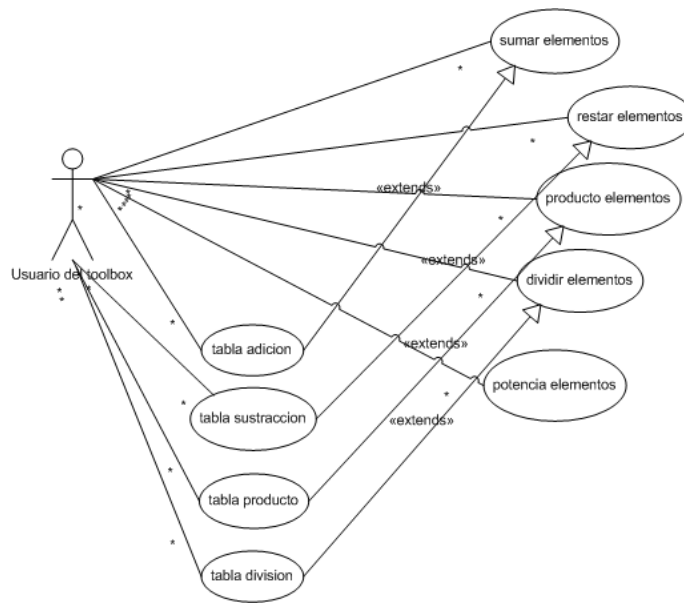 sumar elementos
*
restar elementos
*
«extends»
producto elementos
****
*
*
«extends»
dividir elementos
Usuario del toolbox
*
*
*
*
*
*
tabla adicion
«extends»
potencia elementos
*
*
tabla sustraccion
«extends»
*
tabla producto
*
tabla division